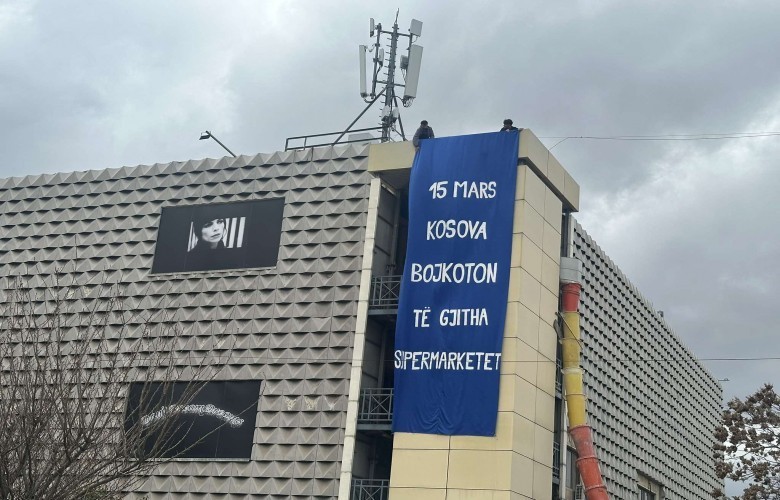 15 MARS
KOSOVA
BOJKOTON
TË GJITHA
SIPERMARKETET